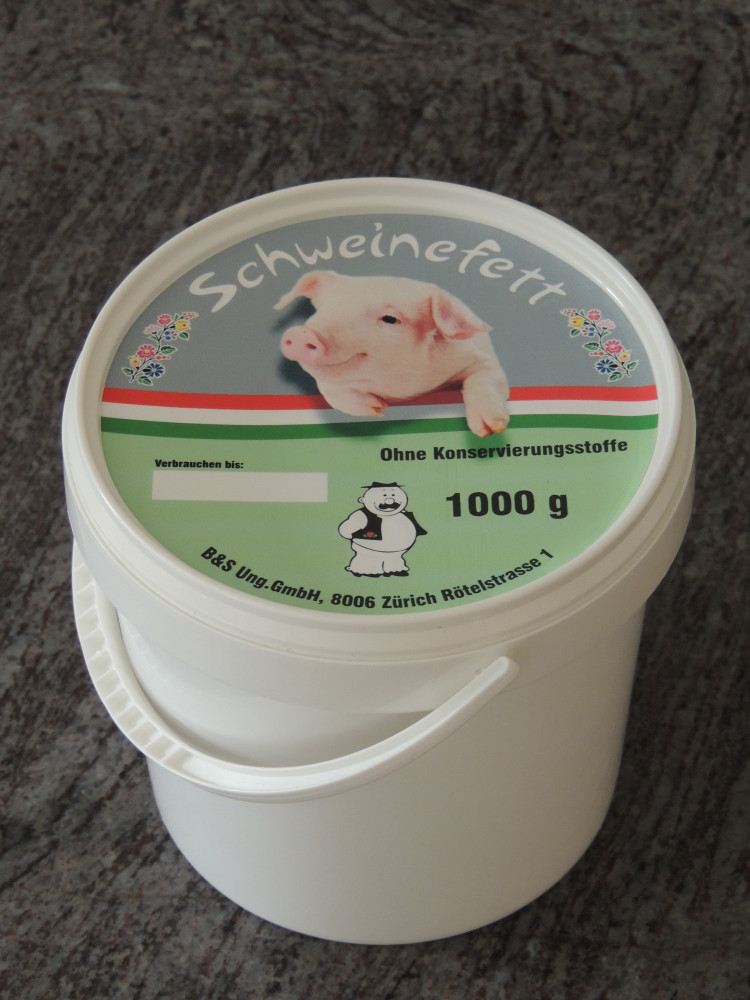 Schweinefett
Ohne Konservierungsstoffe
Verbrauchen bis:
1000 g
B&S Ung.GmbH, 8006 Zürich Rötelstrasse 1